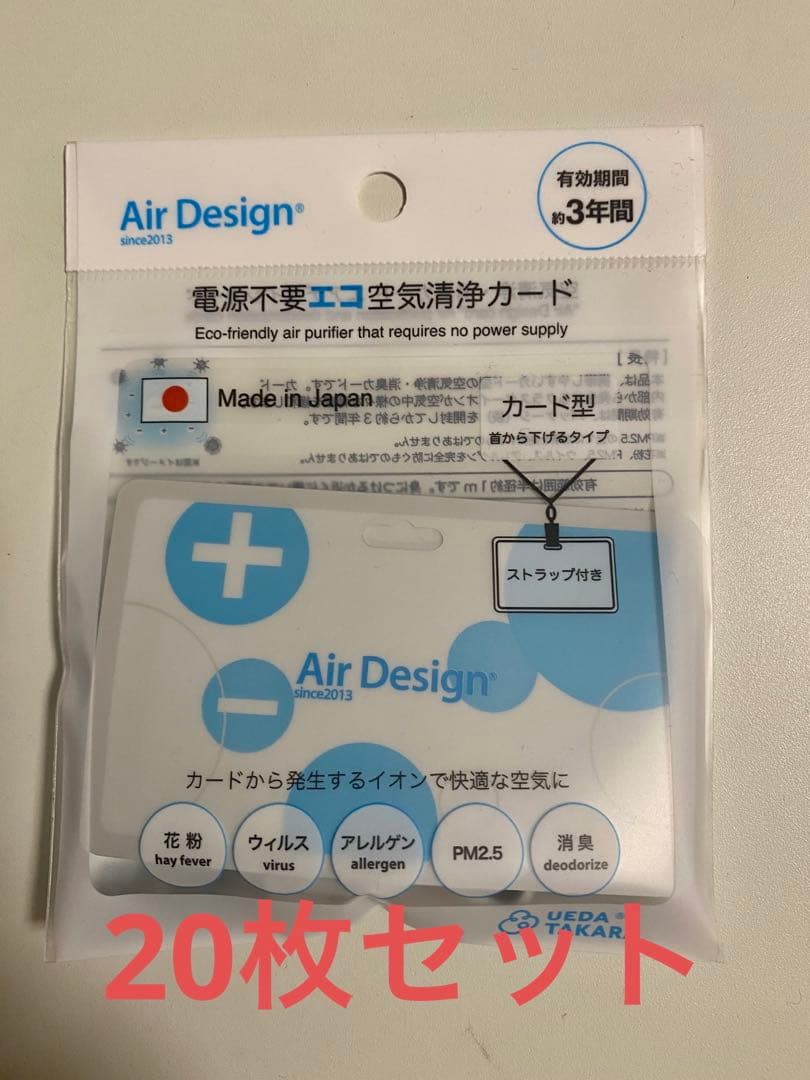 Air Design®
since2013
有効期間
約3年間
電源不要エコ空気清浄カード
Eco-friendly air purifier that requires no power supply
Made in Japan
カード型
首から下げるタイプ
ストラップ付き
Air Design®
since2013
カードから発生するイオンで快適な空気に
花粉
hay fever
ウィルス
virus
アレルゲン
allergen
PM2.5
消臭
deodorize
UEDA®
TAKARA
20枚セット